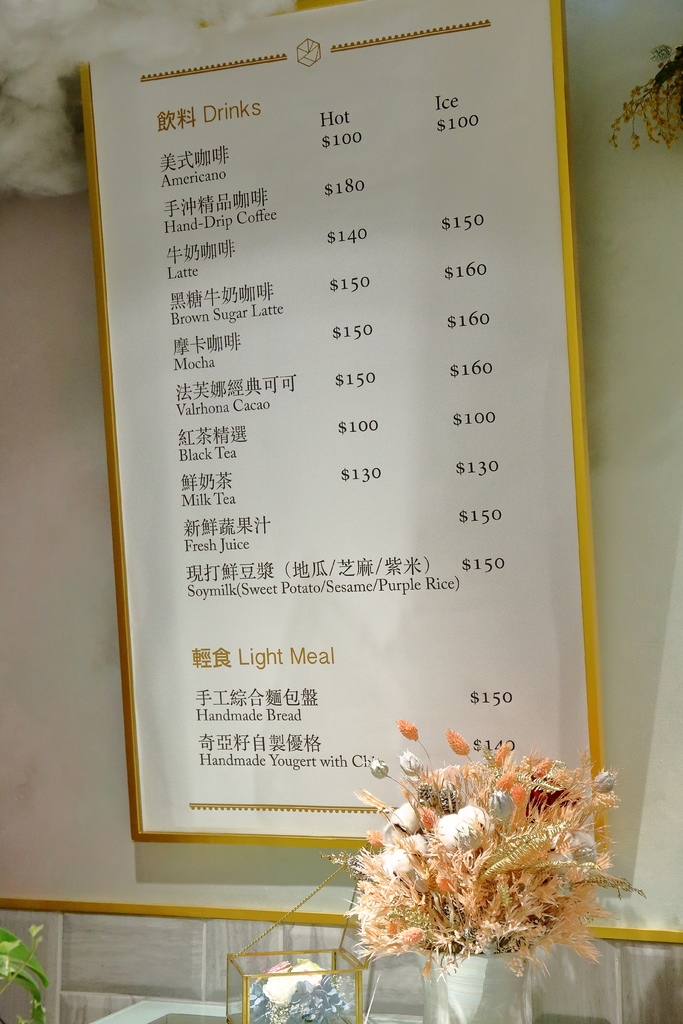 飲料 Drinks
Hot Ice
美式咖啡 $100 $100
Americano
手沖精品咖啡 $180
Hand-Drip Coffee
牛奶咖啡 $140 $150
Latte
黑糖牛奶咖啡 $150 $160
Brown Sugar Latte
摩卡咖啡 $150 $160
Mocha
法芙娜經典可可 $150 $160
Valrhona Cacao
紅茶精選 $100 $100
Black Tea
鮮奶茶 $130 $130
Milk Tea
新鮮蔬果汁 $150
Fresh Juice
現打鮮豆漿（地瓜/芝麻/紫米） $150
Soymilk(Sweet Potato/Sesame/Purple Rice)
輕食 Light Meal
手工綜合麵包盤 $150
Handmade Bread
奇亞籽自製優格 $140
Handmade Yougert with